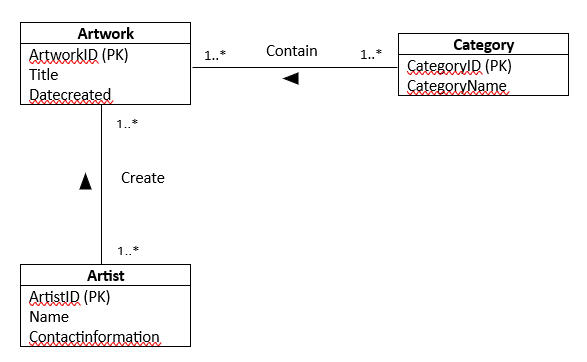 Artwork
ArtworkID (PK)
Title
Datecreated
1..*
Contain
1..*
Category
CategoryID (PK)
CategoryName
1..*
Create
1..*
Artist
ArtistID (PK)
Name
Contactinformation